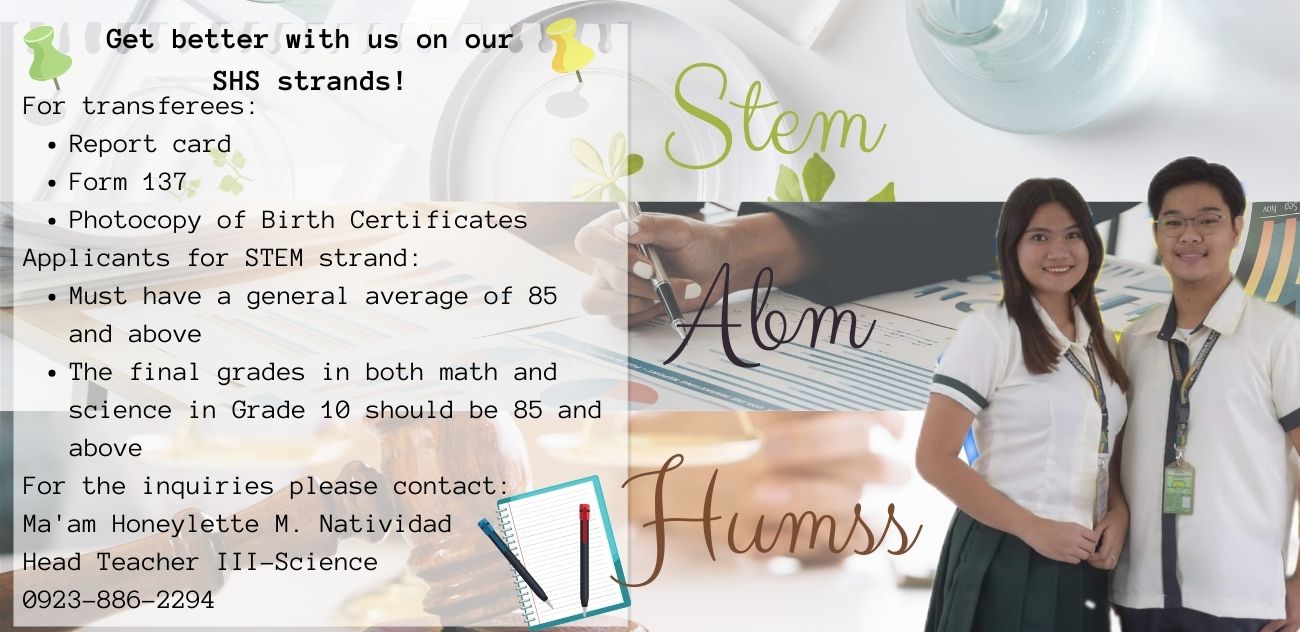 Get better with us on our
SHS strands!
For transferees:
• Report card
• Form 137
• Photocopy of Birth Certificates
Applicants for STEM strand:
• Must have a general average of 85
and above
• The final grades in both math and
science in Grade 10 should be 85 and
above
For the inquiries please contact:
Ma'am Honeylette M. Natividad
Head Teacher III-Science
0923-886-2294
Stem
Abm
Humss
Sep
Nov